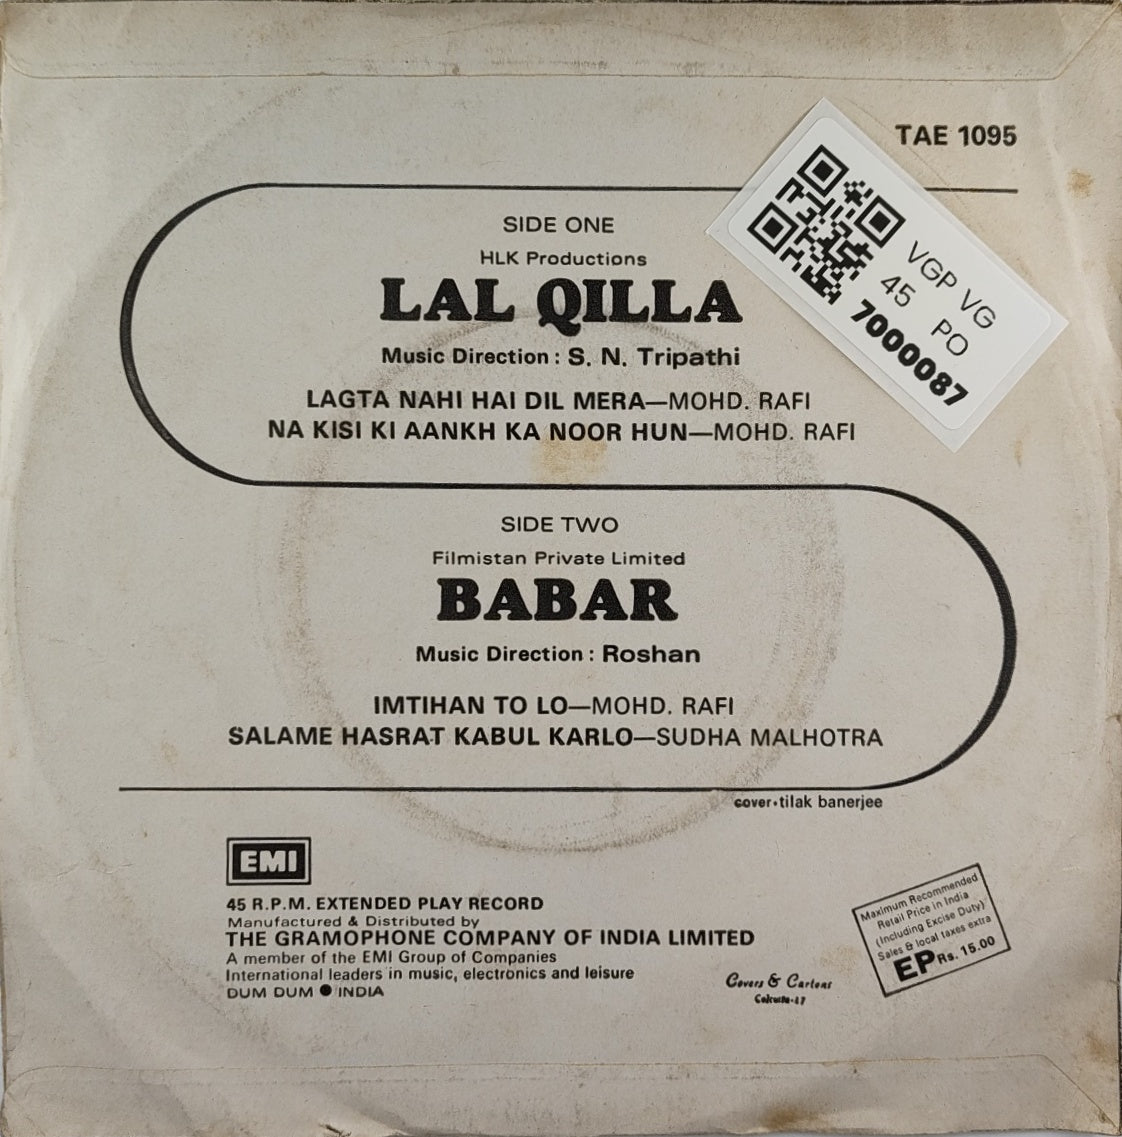 TAE 1095
VGP VG
45 PO
7000087
SIDE ONE
HLK Productions
LAL QILLA
Music Direction : S. N. Tripathi
LAGTA NAHI HAI DIL MERA—MOHD. RAFI
NA KISI KI AANKH KA NOOR HUN—MOHD. RAFI
SIDE TWO
Filmistan Private Limited
BABAR
Music Direction : Roshan
IMTIHAN TO LO—MOHD. RAFI
SALAME HASRAT KABUL KARLO—SUDHA MALHOTRA
cover•tilak banerjee
EMI
45 R.P.M. EXTENDED PLAY RECORD
Manufactured & Distributed by
THE GRAMOPHONE COMPANY OF INDIA LIMITED
A member of the EMI Group of Companies
International leaders in music, electronics and leisure
DUM DUM ● INDIA
Covers & Cartons
Calcutta-17
Maximum Recommended
Retail Price in India
(Including Excise Duty)
Sales & local taxes extra
EP Rs. 15.00